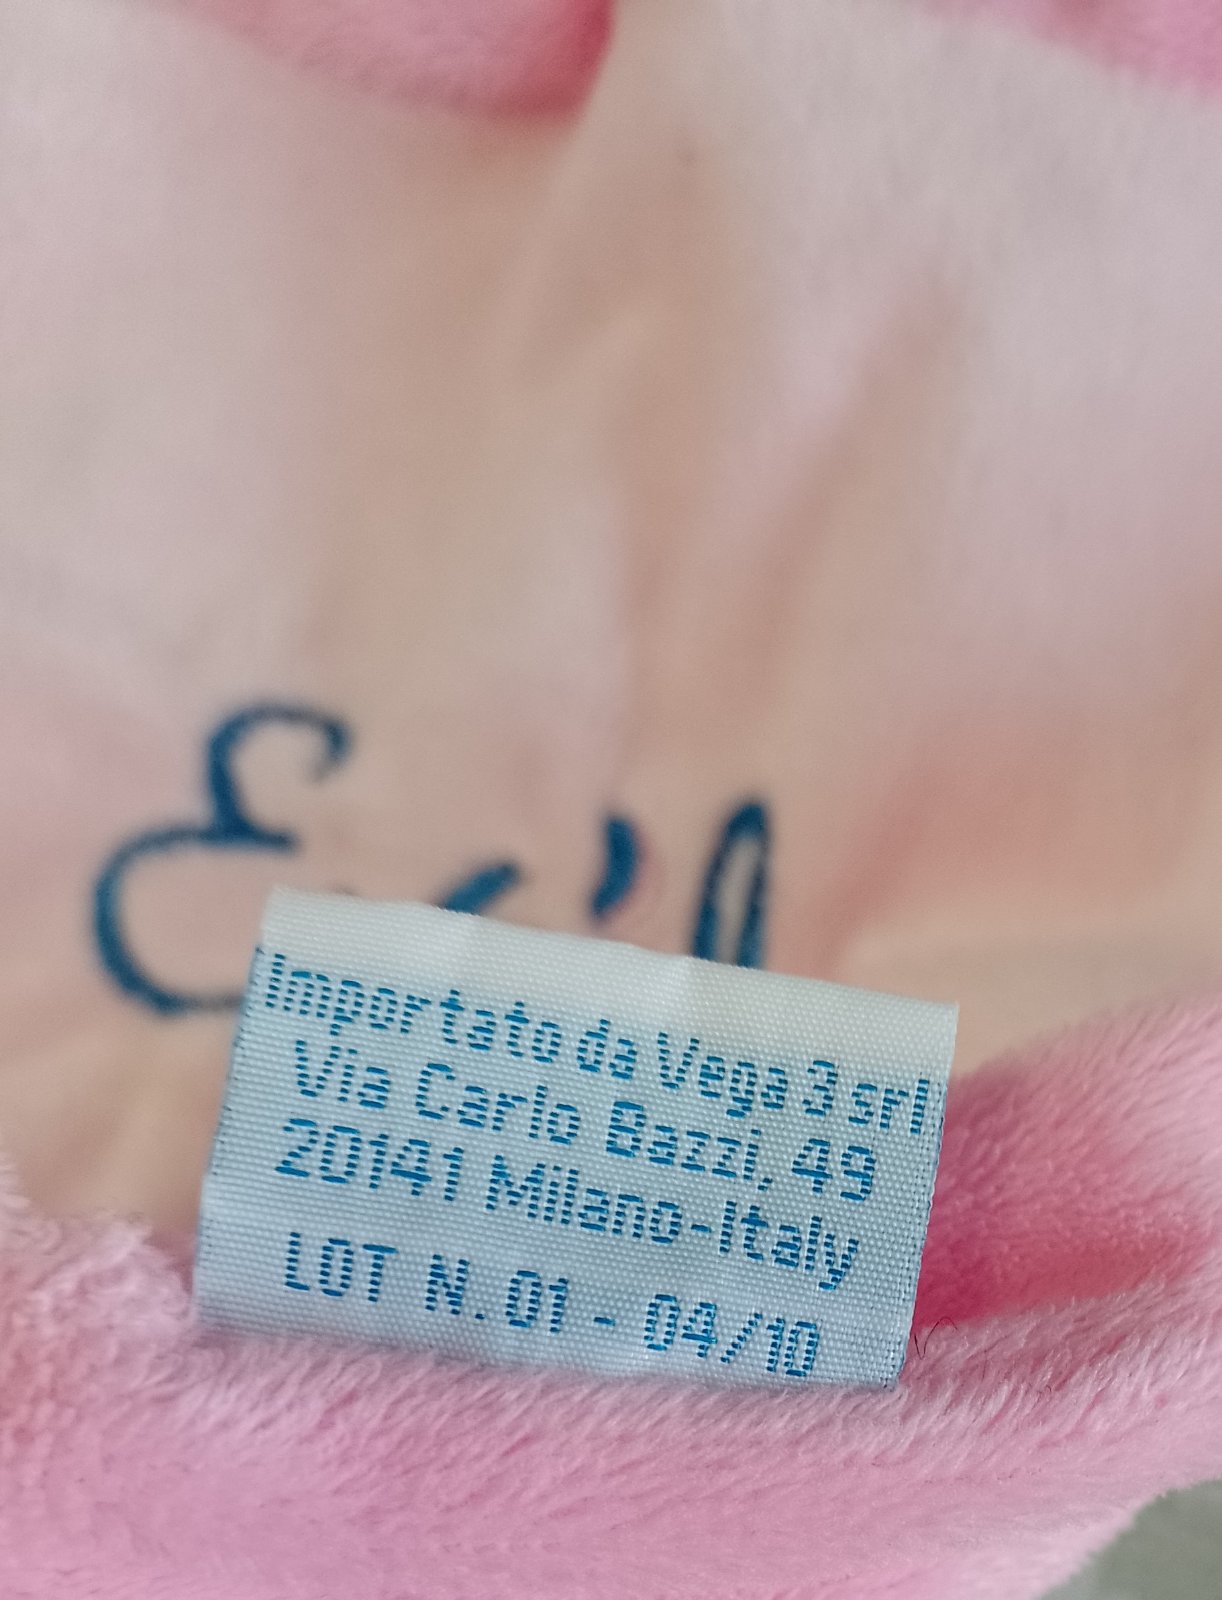 Importato da Vega 3 srl
Via Carlo Bazzi, 49
20141 Milano-Italy
LOT N. 01 - 04/10